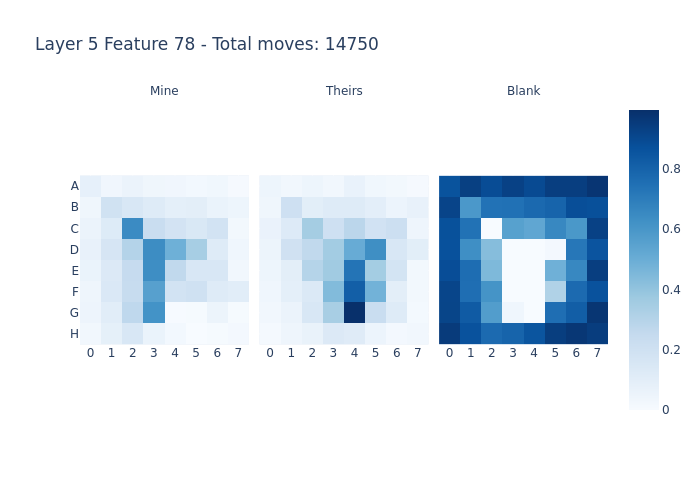 Layer 5 Feature 78 - Total moves: 14750
Mine
Theirs
Blank
A
B
C
D
E
F
G
H
0 1 2 3 4 5 6 7
0 1 2 3 4 5 6 7
0 1 2 3 4 5 6 7
0.8
0.6
0.4
0.2
0